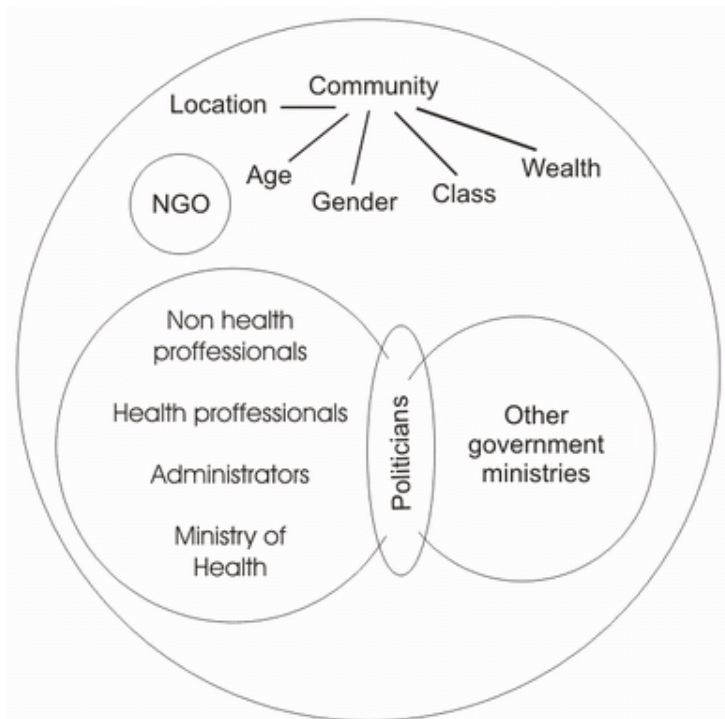 Community
Location
Age
Gender
Class
Wealth
NGO
Non health
proffessionals
Health proffessionals
Administrators
Ministry of
Health
Politicians
Other
government
ministries